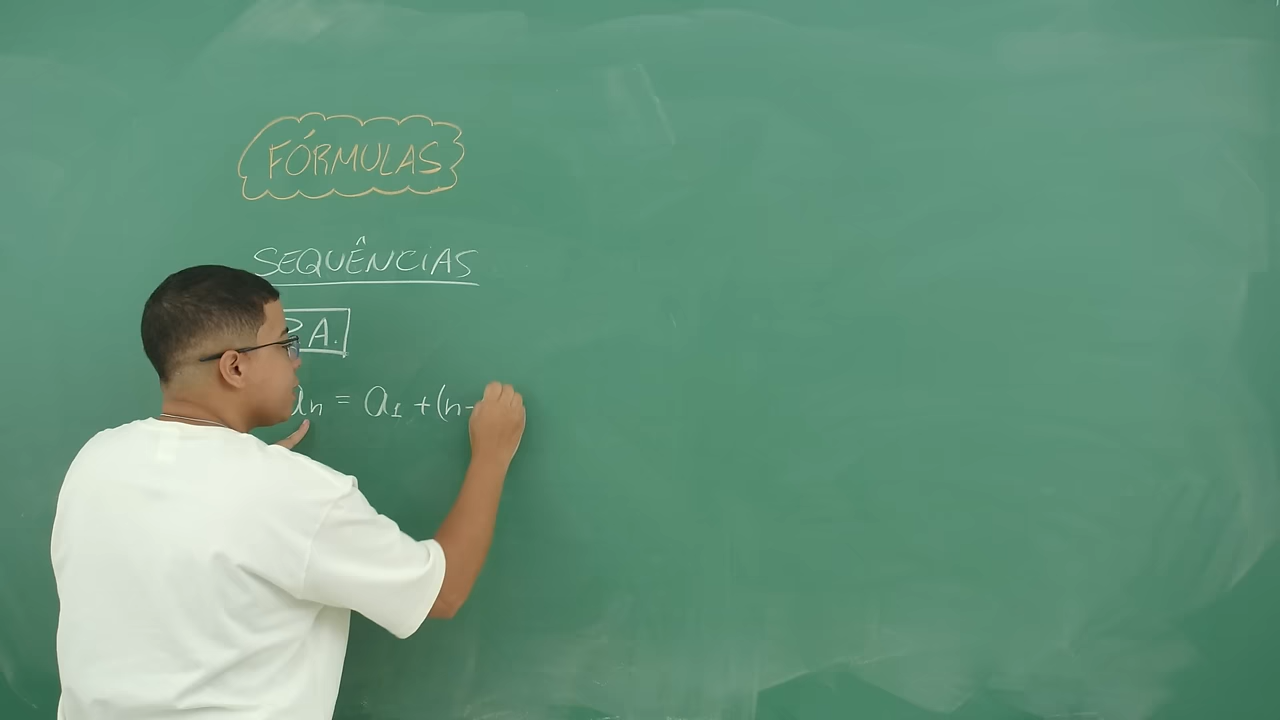 FÓRMULAS
SEQUÊNCIAS
P.A.
an = a1 + (n-